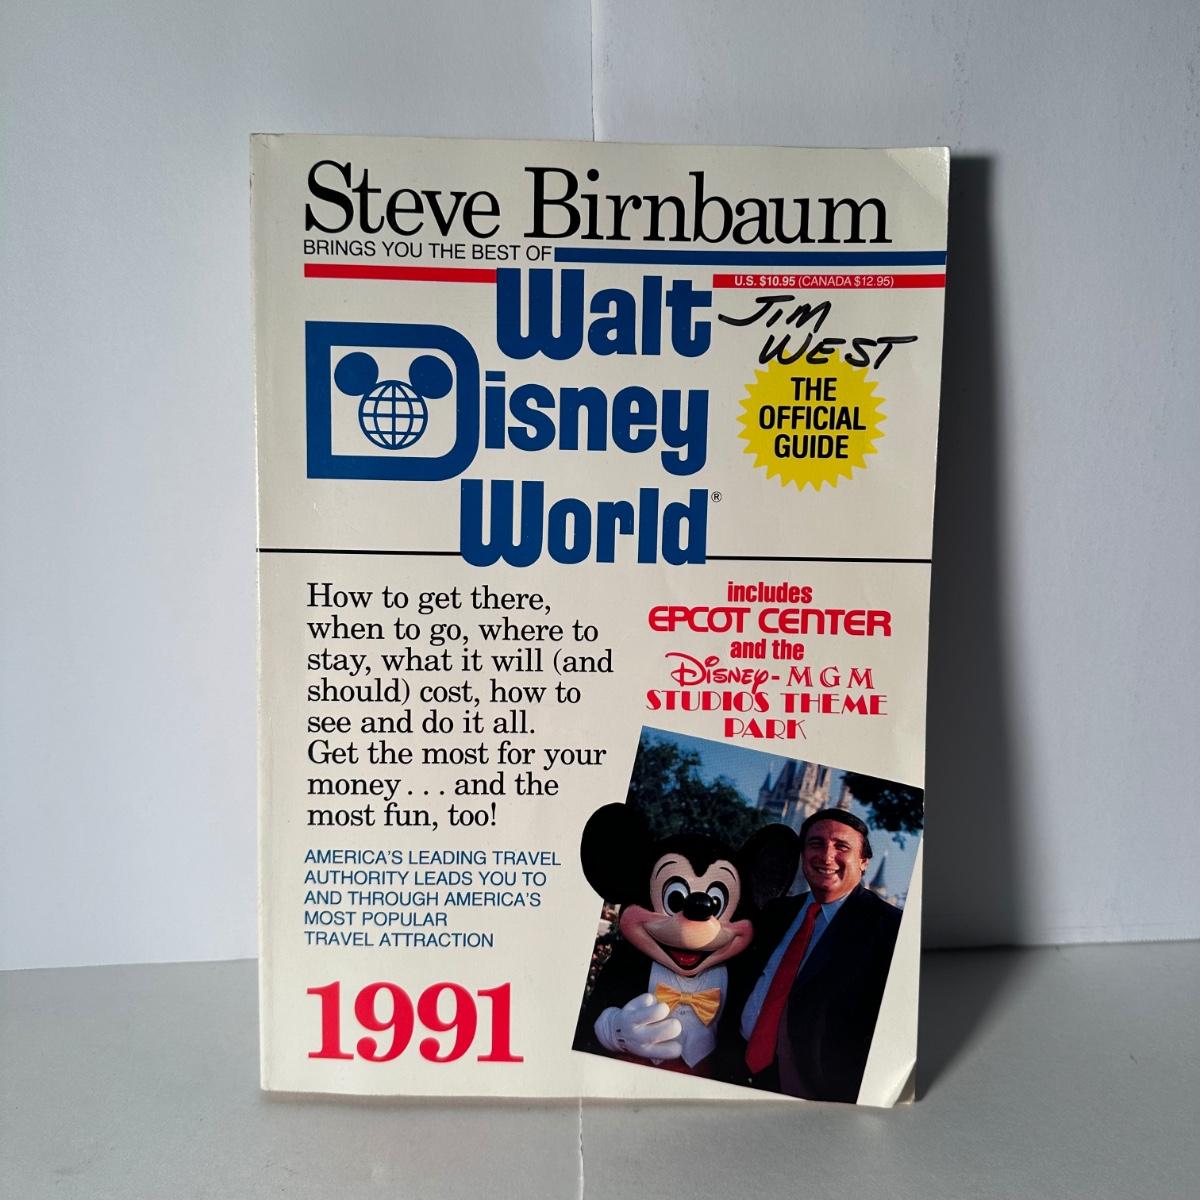 Steve Birnbaum
BRINGS YOU THE BEST OF
U.S. $10.95 (CANADA $12.95)
Walt
Disney
World®
JIM
WEST
THE
OFFICIAL
GUIDE
How to get there,
when to go, where to
stay, what it will (and
should) cost, how to
see and do it all.
Get the most for your
money . . . and the
most fun, too!
AMERICA'S LEADING TRAVEL
AUTHORITY LEADS YOU TO
AND THROUGH AMERICA'S
MOST POPULAR
TRAVEL ATTRACTION
1991
includes
EPCOT CENTER
and the
Disney-MGM
STUDIOS THEME
PARK